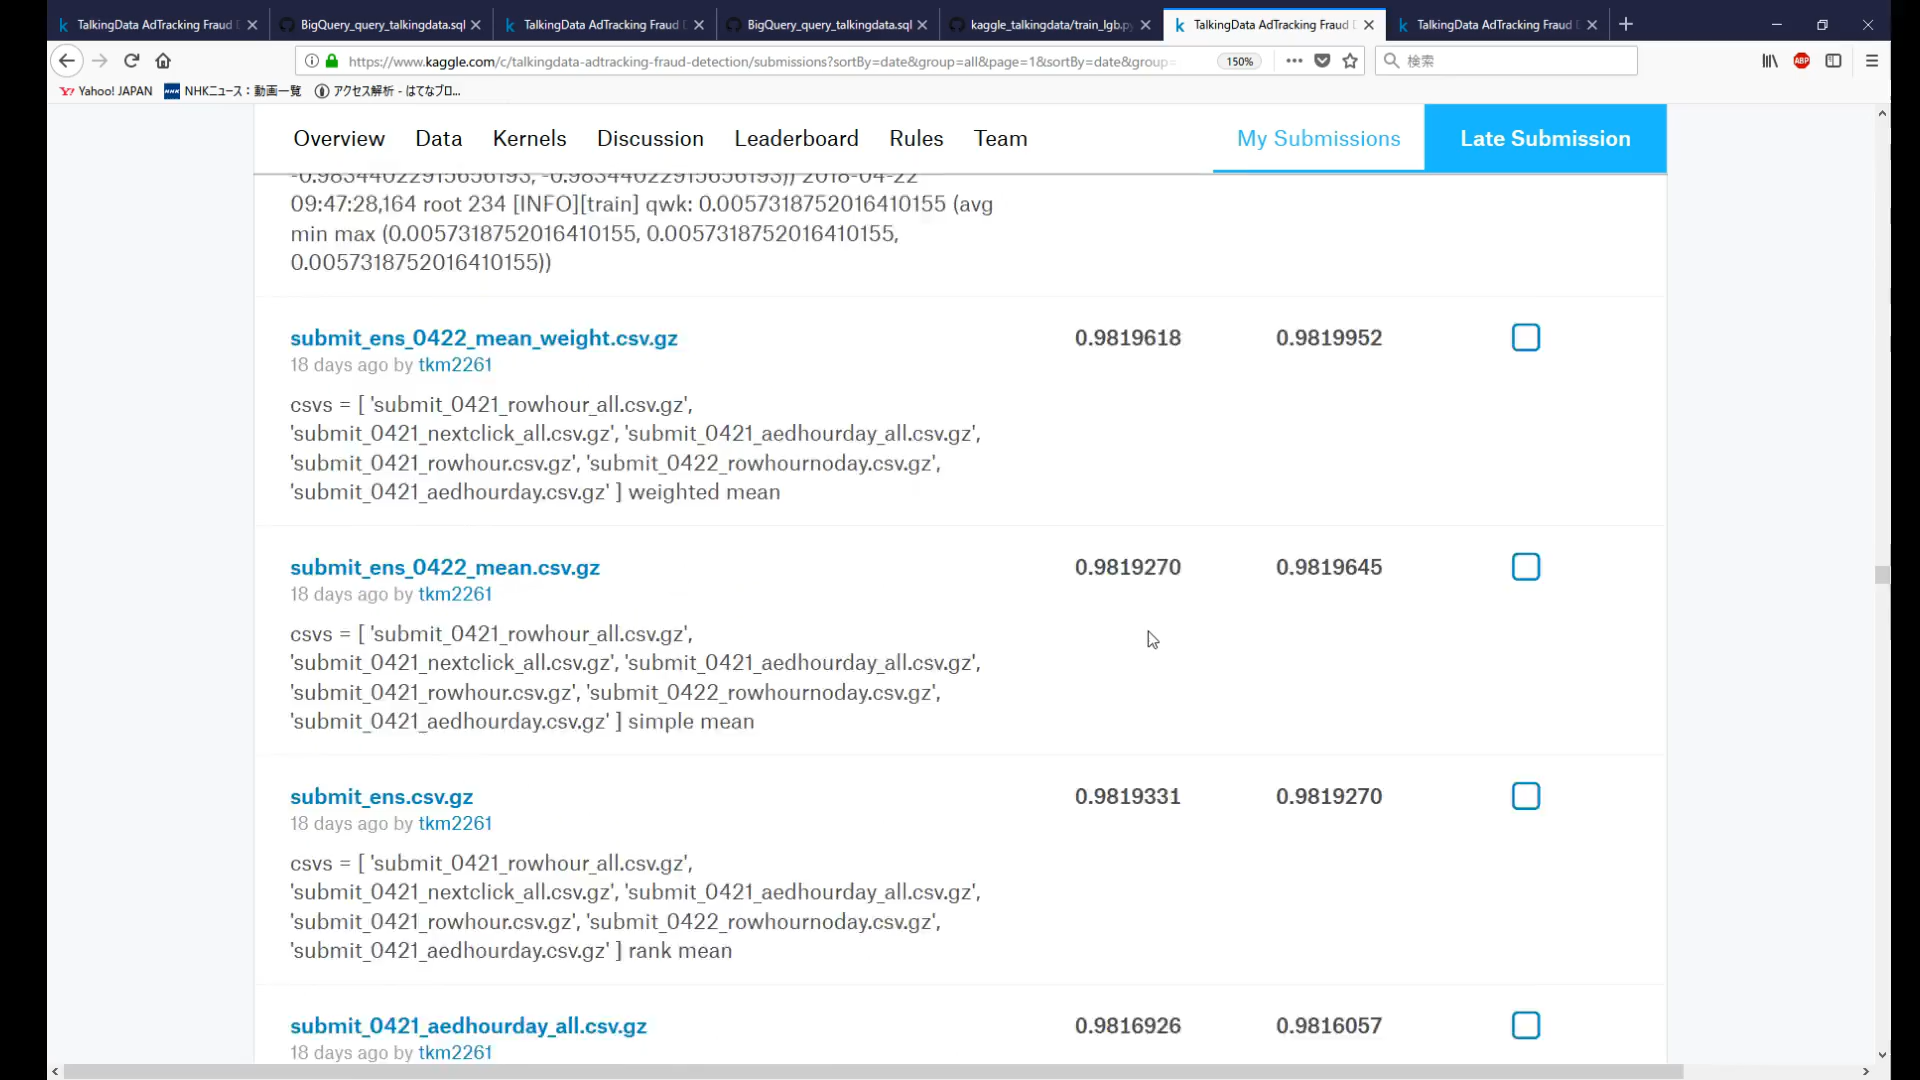 TalkingData AdTracking Fraud D
BigQuery_query_talkingdata.sql
TalkingData AdTracking Fraud D
BigQuery_query_talkingdata.sql
kaggle_talkingdata/train_lgb.py
TalkingData AdTracking Fraud D
TalkingData AdTracking Fraud D
https://www.kaggle.com/c/talkingdata-adtracking-fraud-detection/submissions?sortBy=date&group=all&page=1&sortBy=date&group=
150%
検索
ABP
Yahoo! JAPAN
NHKニュース：動画一覧
アクセス解析 - はてなブロ...
Overview
Data
Kernels
Discussion
Leaderboard
Rules
Team
My Submissions
Late Submission
-0.98344022915656193, -0.98344022915656193)) 2018-04-22
09:47:28,164 root 234 [INFO][train] qwk: 0.0057318752016410155 (avg
min max (0.0057318752016410155, 0.0057318752016410155,
0.0057318752016410155))
submit_ens_0422_mean_weight.csv.gz 0.9819618 0.9819952
18 days ago by tkm2261
csvs = [ 'submit_0421_rowhour_all.csv.gz',
'submit_0421_nextclick_all.csv.gz', 'submit_0421_aedhourday_all.csv.gz',
'submit_0421_rowhour.csv.gz', 'submit_0422_rowhournoday.csv.gz',
'submit_0421_aedhourday.csv.gz' ] weighted mean
submit_ens_0422_mean.csv.gz 0.9819270 0.9819645
18 days ago by tkm2261
csvs = [ 'submit_0421_rowhour_all.csv.gz',
'submit_0421_nextclick_all.csv.gz', 'submit_0421_aedhourday_all.csv.gz',
'submit_0421_rowhour.csv.gz', 'submit_0422_rowhournoday.csv.gz',
'submit_0421_aedhourday.csv.gz' ] simple mean
submit_ens.csv.gz 0.9819331 0.9819270
18 days ago by tkm2261
csvs = [ 'submit_0421_rowhour_all.csv.gz',
'submit_0421_nextclick_all.csv.gz', 'submit_0421_aedhourday_all.csv.gz',
'submit_0421_rowhour.csv.gz', 'submit_0422_rowhournoday.csv.gz',
'submit_0421_aedhourday.csv.gz' ] rank mean
submit_0421_aedhourday_all.csv.gz 0.9816926 0.9816057
18 days ago by tkm2261